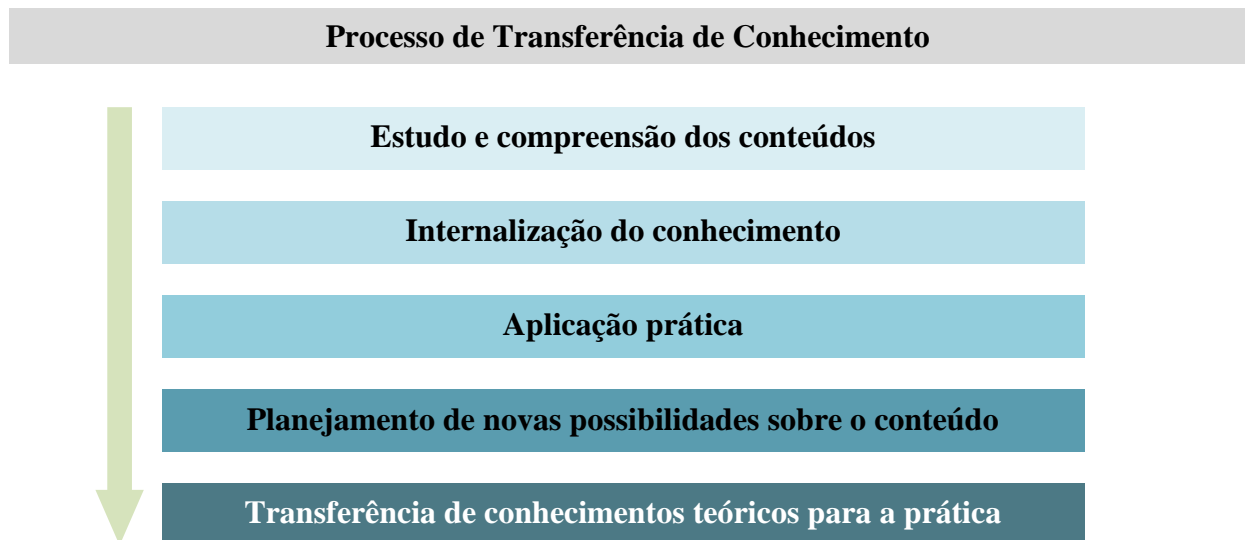 Processo de Transferência de Conhecimento
Estudo e compreensão dos conteúdos
Internalização do conhecimento
Aplicação prática
Planejamento de novas possibilidades sobre o conteúdo
Transferência de conhecimentos teóricos para a prática